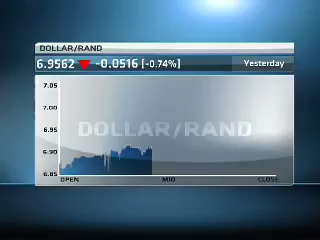 DOLLAR/RAND
6.9562 -0.0516 [-0.74%] Yesterday
7.05
7.00
DOLLAR/RAND
6.95
6.90
6.85
OPEN MID CLOSE